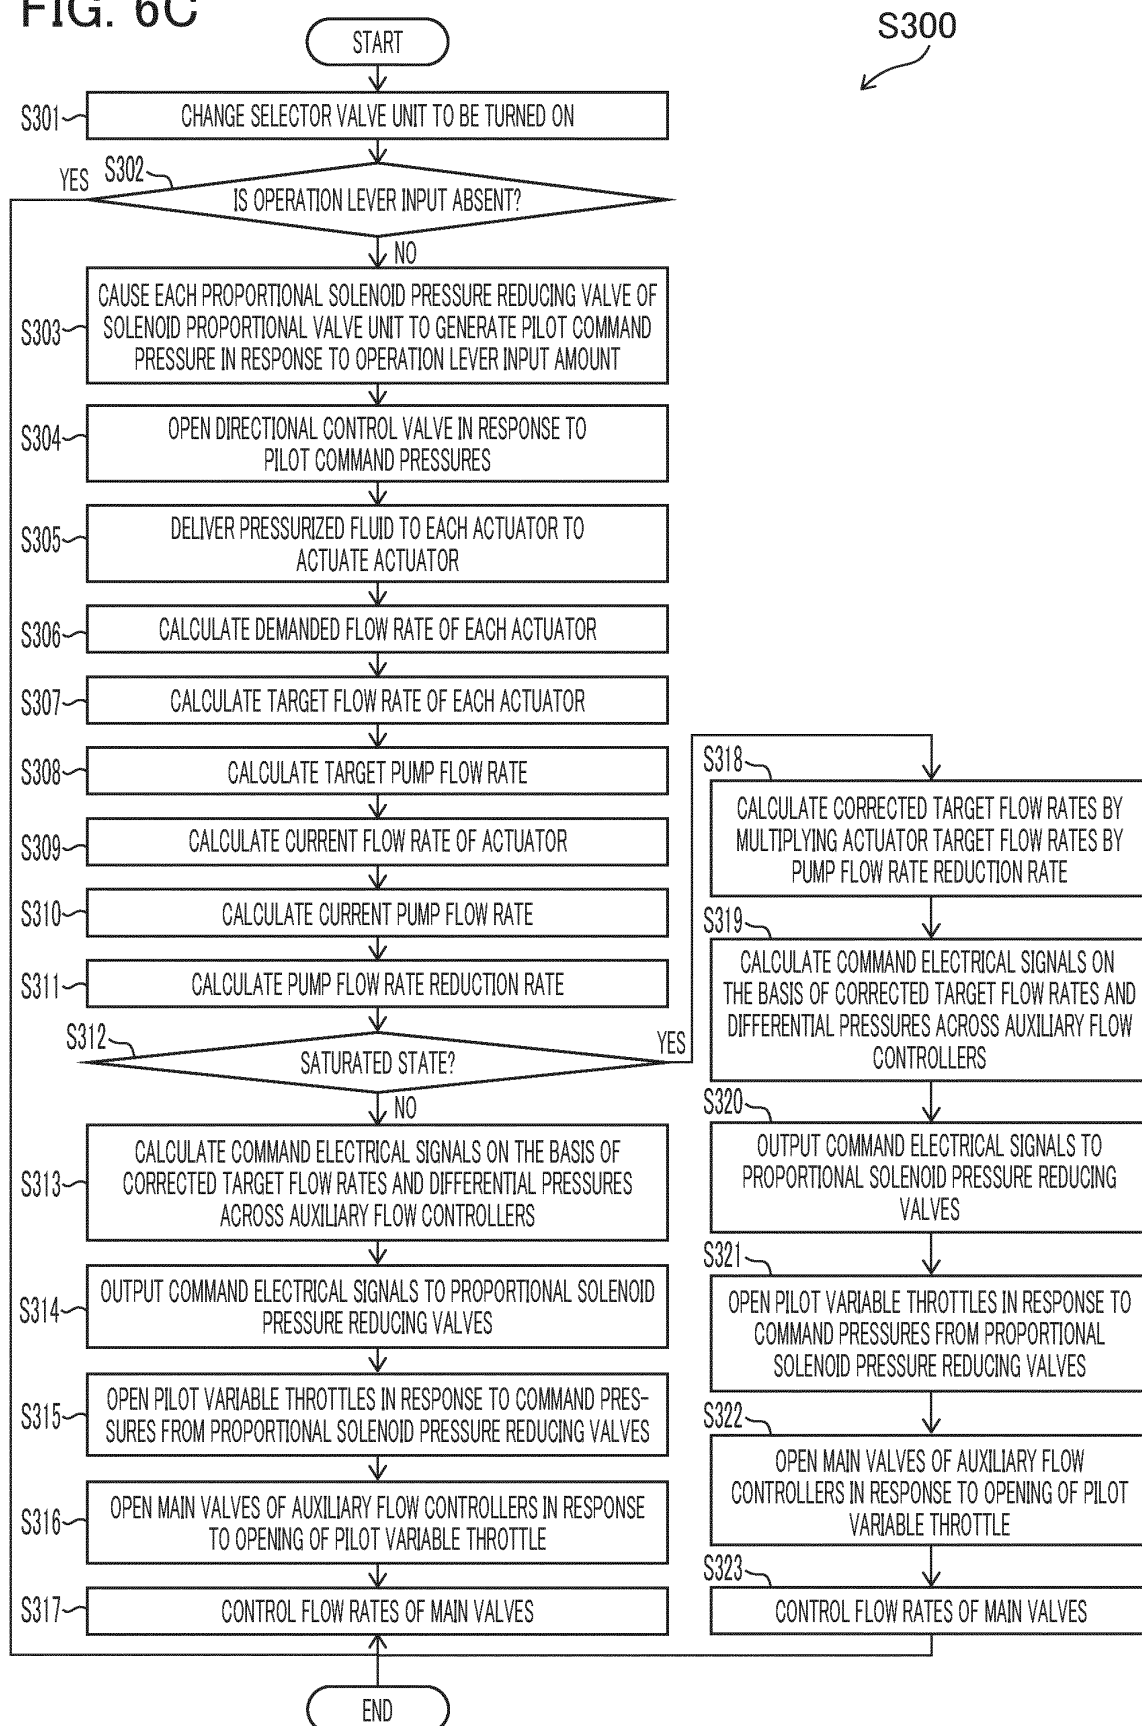 FIG. 6C
S300
START
S301
CHANGE SELECTOR VALVE UNIT TO BE TURNED ON
S302
YES
IS OPERATION LEVER INPUT ABSENT?
NO
S303
CAUSE EACH PROPORTIONAL SOLENOID PRESSURE REDUCING VALVE OF
SOLENOID PROPORTIONAL VALVE UNIT TO GENERATE PILOT COMMAND
PRESSURE IN RESPONSE TO OPERATION LEVER INPUT AMOUNT
S304
OPEN DIRECTIONAL CONTROL VALVE IN RESPONSE TO
PILOT COMMAND PRESSURES
S305
DELIVER PRESSURIZED FLUID TO EACH ACTUATOR TO
ACTUATE ACTUATOR
S306
CALCULATE DEMANDED FLOW RATE OF EACH ACTUATOR
S307
CALCULATE TARGET FLOW RATE OF EACH ACTUATOR
S308
CALCULATE TARGET PUMP FLOW RATE
S309
CALCULATE CURRENT FLOW RATE OF ACTUATOR
S310
CALCULATE CURRENT PUMP FLOW RATE
S311
CALCULATE PUMP FLOW RATE REDUCTION RATE
S312
SATURATED STATE?
YES
NO
S313
CALCULATE COMMAND ELECTRICAL SIGNALS ON THE BASIS OF
CORRECTED TARGET FLOW RATES AND DIFFERENTIAL PRESSURES
ACROSS AUXILIARY FLOW CONTROLLERS
S314
OUTPUT COMMAND ELECTRICAL SIGNALS TO PROPORTIONAL SOLENOID
PRESSURE REDUCING VALVES
S315
OPEN PILOT VARIABLE THROTTLES IN RESPONSE TO COMMAND PRES-
SURES FROM PROPORTIONAL SOLENOID PRESSURE REDUCING VALVES
S316
OPEN MAIN VALVES OF AUXILIARY FLOW CONTROLLERS IN RESPONSE
TO OPENING OF PILOT VARIABLE THROTTLE
S317
CONTROL FLOW RATES OF MAIN VALVES
S318
CALCULATE CORRECTED TARGET FLOW RATES BY
MULTIPLYING ACTUATOR TARGET FLOW RATES BY
PUMP FLOW RATE REDUCTION RATE
S319
CALCULATE COMMAND ELECTRICAL SIGNALS ON
THE BASIS OF CORRECTED TARGET FLOW RATES AND
DIFFERENTIAL PRESSURES ACROSS AUXILIARY FLOW
CONTROLLERS
S320
OUTPUT COMMAND ELECTRICAL SIGNALS TO
PROPORTIONAL SOLENOID PRESSURE REDUCING
VALVES
S321
OPEN PILOT VARIABLE THROTTLES IN RESPONSE TO
COMMAND PRESSURES FROM PROPORTIONAL
SOLENOID PRESSURE REDUCING VALVES
S322
OPEN MAIN VALVES OF AUXILIARY FLOW
CONTROLLERS IN RESPONSE TO OPENING OF PILOT
VARIABLE THROTTLE
S323
CONTROL FLOW RATES OF MAIN VALVES
END